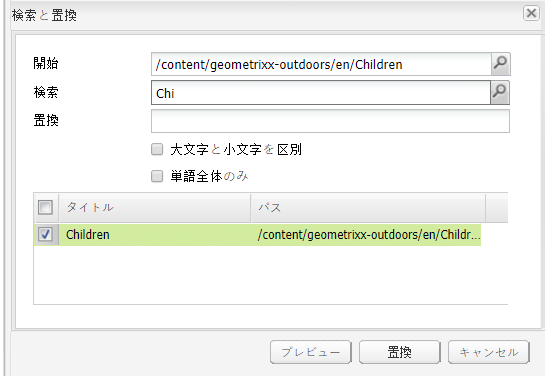 検索と置換
開始 /content/geometrixx-outdoors/en/Children
検索 Chi
置換
大文字と小文字を区別
単語全体のみ
タイトル パス
Children /content/geometrixx-outdoors/en/Childr...
プレビュー 置換 キャンセル